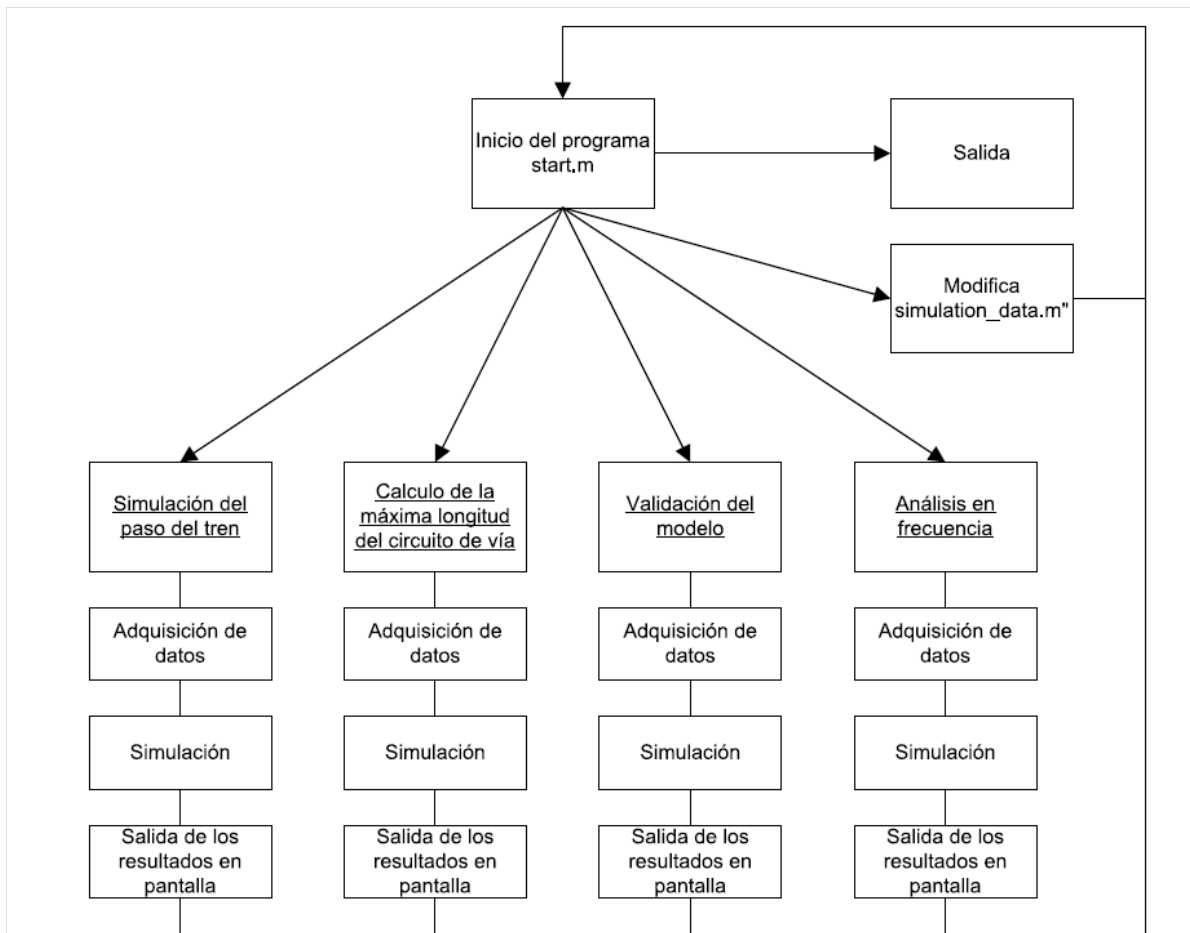 Inicio del programa
start.m
Salida
Modifica
simulation_data.m"
Simulación del
paso del tren
Calculo de la
máxima longitud
del circuito de vía
Validación del
modelo
Análisis en
frecuencia
Adquisición de
datos
Adquisición de
datos
Adquisición de
datos
Adquisición de
datos
Simulación
Simulación
Simulación
Simulación
Salida de los
resultados en
pantalla
Salida de los
resultados en
pantalla
Salida de los
resultados en
pantalla
Salida de los
resultados en
pantalla